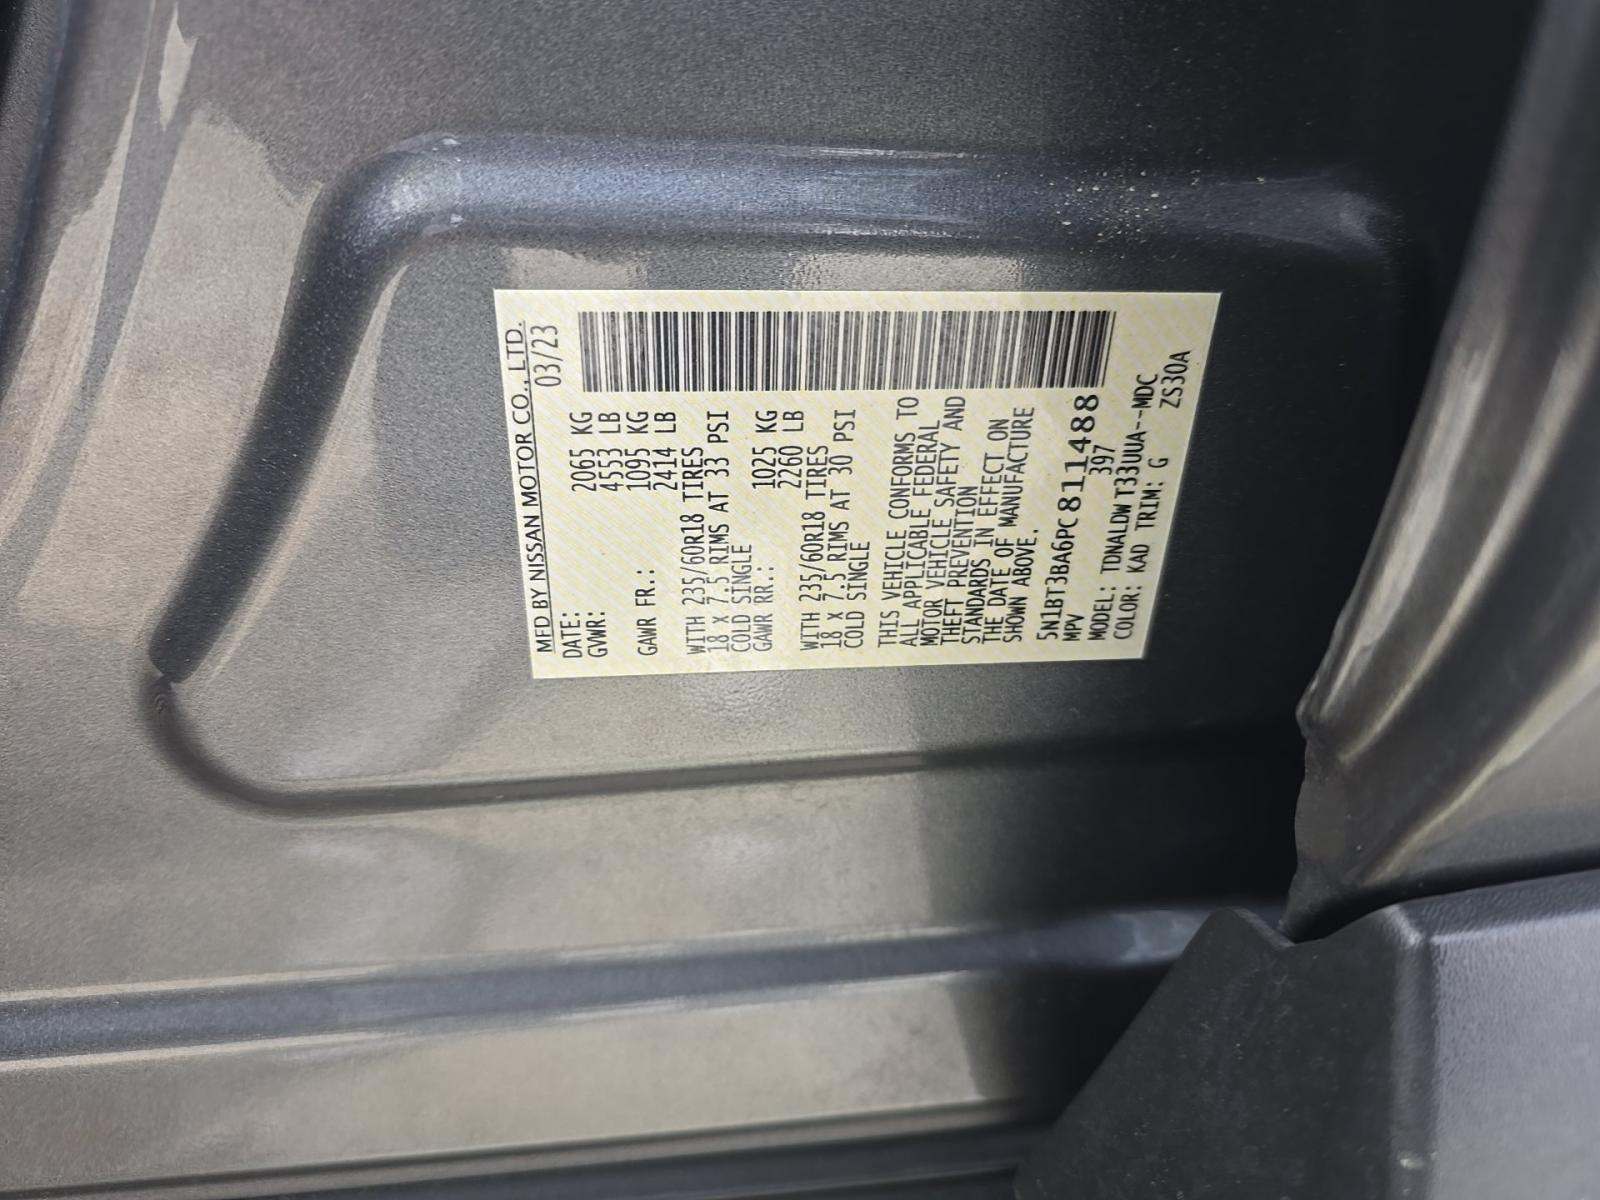 MFD BY NISSAN MOTOR CO., LTD.
DATE: 03/23
GVWR: 2065 KG
4553 LB
GAWR FR.: 1095 KG
2414 LB
WITH 235/60R18 TIRES
18 X 7.5 RIMS AT 33 PSI
COLD SINGLE
GAWR RR.: 1025 KG
2260 LB
WITH 235/60R18 TIRES
18 X 7.5 RIMS AT 30 PSI
COLD SINGLE
THIS VEHICLE CONFORMS TO
ALL APPLICABLE FEDERAL
MOTOR VEHICLE SAFETY AND
THEFT PREVENTION
STANDARDS IN EFFECT ON
THE DATE OF MANUFACTURE
SHOWN ABOVE.
5N1BT3BA6PC811488
MPV 397
MODEL: TDNALDWT33UUA--MDC
COLOR: KAD TRIM: G ZS30A